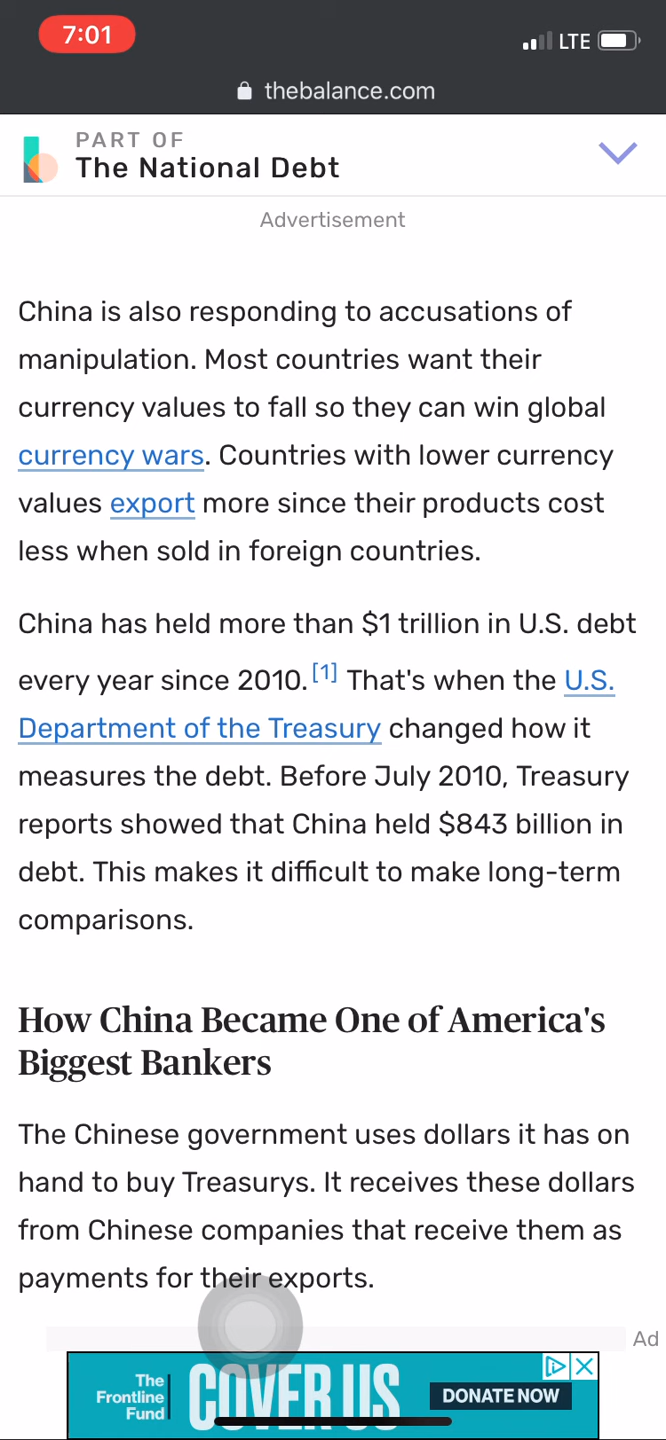 7:01
LTE
thebalance.com
PART OF
The National Debt
Advertisement
China is also responding to accusations of
manipulation. Most countries want their
currency values to fall so they can win global
currency wars. Countries with lower currency
values export more since their products cost
less when sold in foreign countries.
China has held more than $1 trillion in U.S. debt
every year since 2010.[1] That's when the U.S.
Department of the Treasury changed how it
measures the debt. Before July 2010, Treasury
reports showed that China held $843 billion in
debt. This makes it difficult to make long-term
comparisons.
How China Became One of America's
Biggest Bankers
The Chinese government uses dollars it has on
hand to buy Treasurys. It receives these dollars
from Chinese companies that receive them as
payments for their exports.
Ad
The
Frontline
Fund
COVER US
DONATE NOW